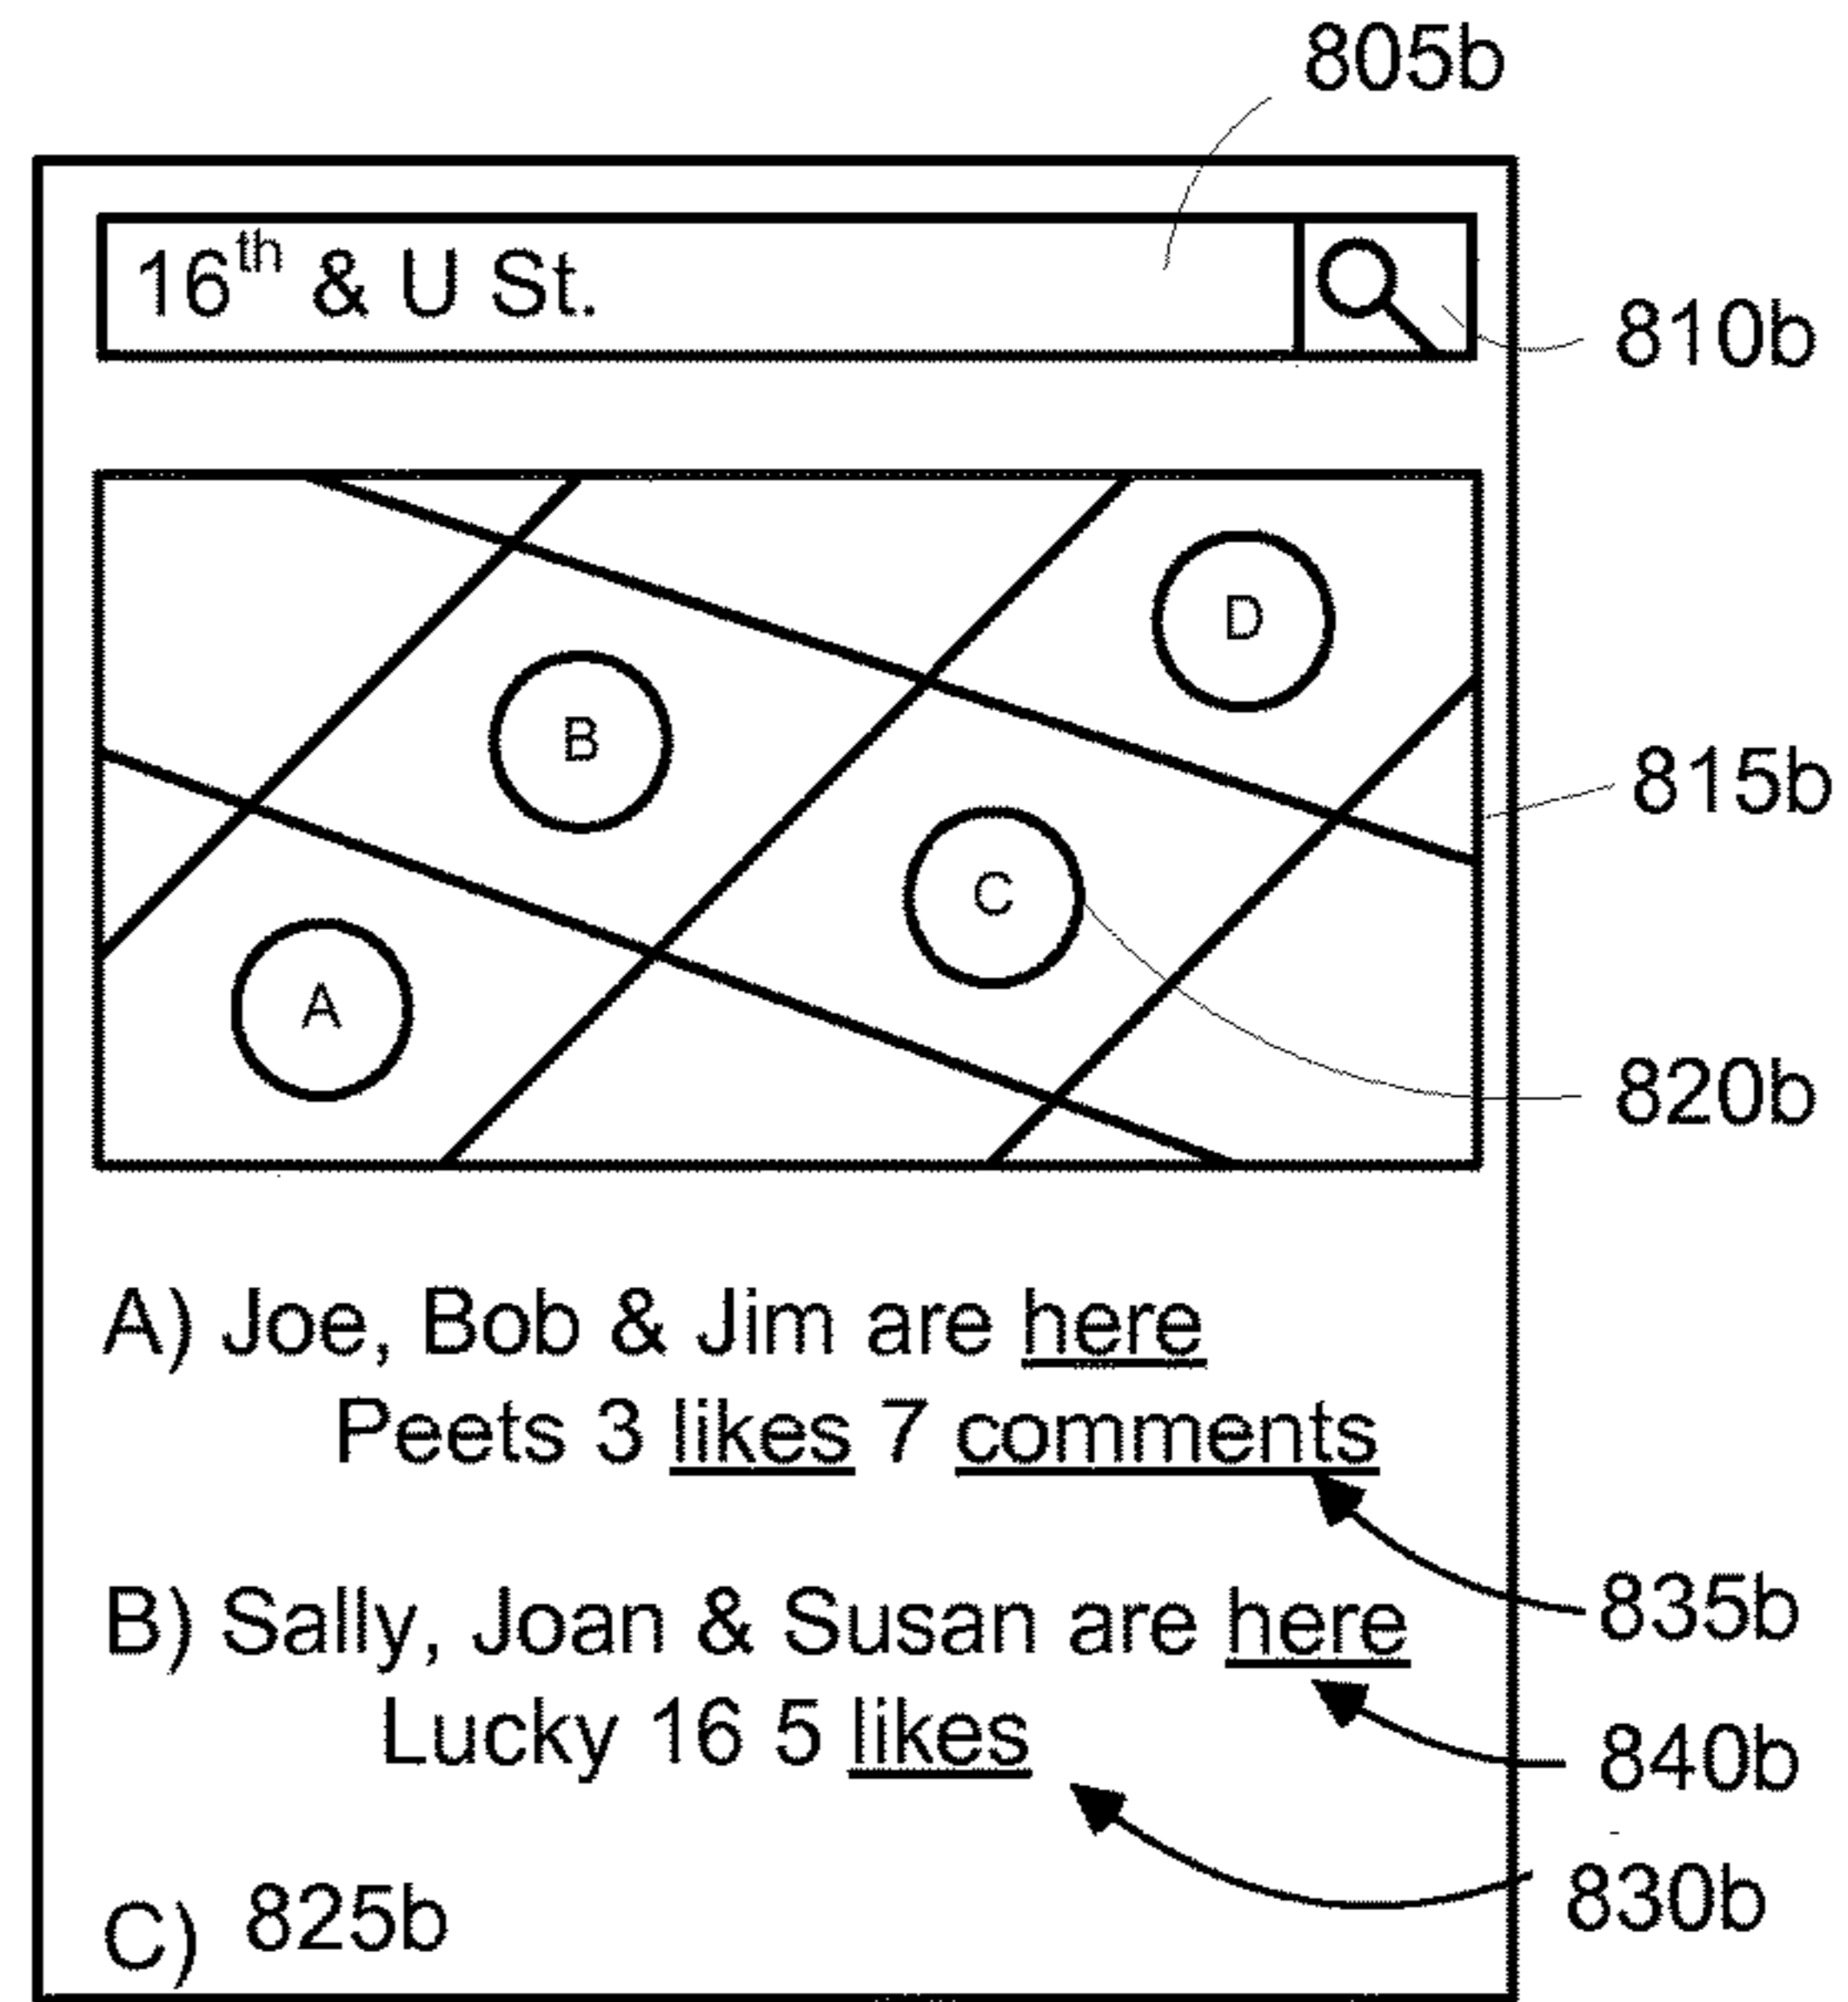 805b
16th & U St.
810b
D
B
815b
C
A
820b
A) Joe, Bob & Jim are here
Peets 3 likes 7 comments
835b
B) Sally, Joan & Susan are here
Lucky 16 5 likes
840b
830b
C) 825b